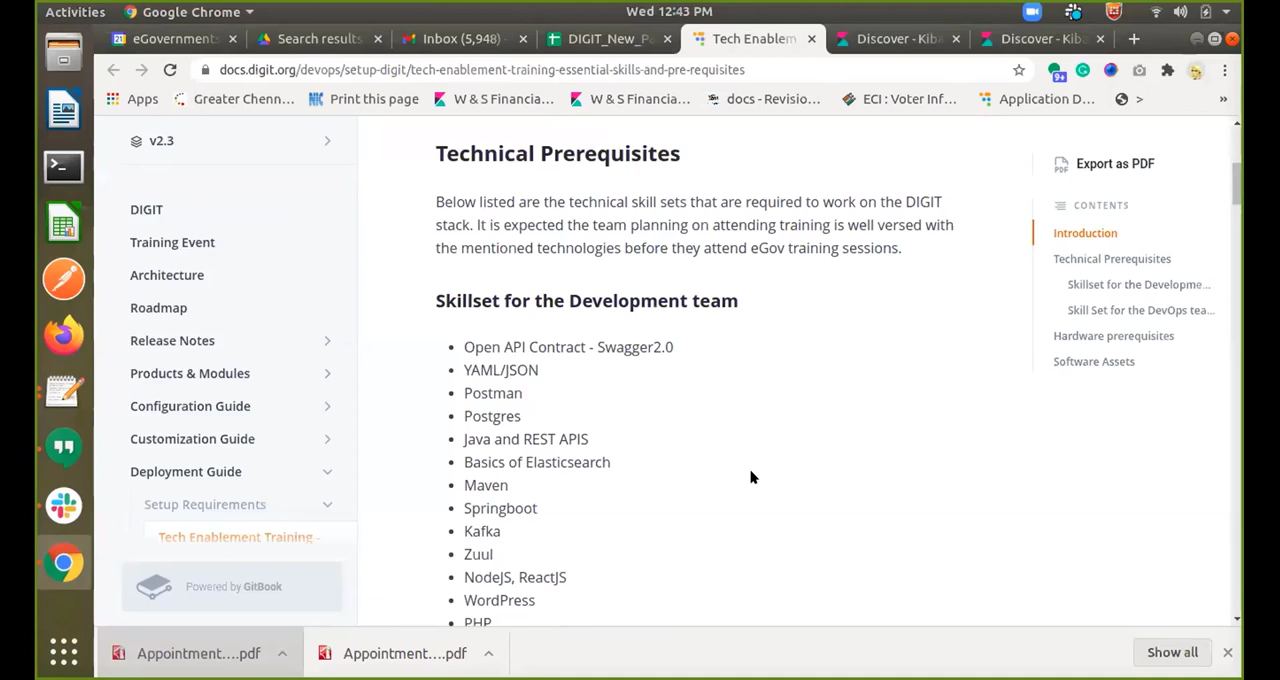 Activities
Google Chrome
Wed 12:43 PM
eGovernments
Search results
Inbox (5,948) -
DIGIT_New_Pa
Tech Enablem
Discover - Kiba
Discover - Kiba
docs.digit.org/devops/setup-digit/tech-enablement-training-essential-skills-and-pre-requisites
9+
Apps
Greater Chenn...
Print this page
W & S Financia...
W & S Financia...
docs - Revisio...
ECI : Voter Inf...
Application D...
>
»
v2.3
DIGIT
Training Event
Architecture
Roadmap
Release Notes
Products & Modules
Configuration Guide
Customization Guide
Deployment Guide
Setup Requirements
Tech Enablement Training -
Powered by GitBook
Technical Prerequisites
Below listed are the technical skill sets that are required to work on the DIGIT
stack. It is expected the team planning on attending training is well versed with
the mentioned technologies before they attend eGov training sessions.
Skillset for the Development team
• Open API Contract - Swagger2.0
• YAML/JSON
• Postman
• Postgres
• Java and REST APIS
• Basics of Elasticsearch
• Maven
• Springboot
• Kafka
• Zuul
• NodeJS, ReactJS
• WordPress
• PHP
PDF
Export as PDF
CONTENTS
Introduction
Technical Prerequisites
Skillset for the Developme...
Skill Set for the DevOps tea...
Hardware prerequisites
Software Assets
Appointment....pdf
Appointment....pdf
Show all